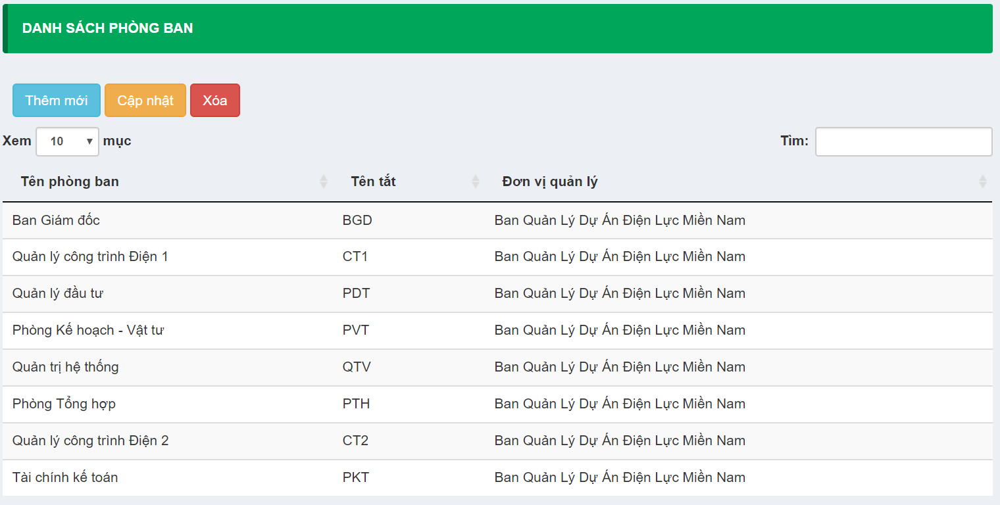 DANH SÁCH PHÒNG BAN
Thêm mới Cập nhật Xóa
Xem 10 mục Tìm:
Tên phòng ban Tên tắt Đơn vị quản lý
Ban Giám đốc BGD Ban Quản Lý Dự Án Điện Lực Miền Nam
Quản lý công trình Điện 1 CT1 Ban Quản Lý Dự Án Điện Lực Miền Nam
Quản lý đầu tư PDT Ban Quản Lý Dự Án Điện Lực Miền Nam
Phòng Kế hoạch - Vật tư PVT Ban Quản Lý Dự Án Điện Lực Miền Nam
Quản trị hệ thống QTV Ban Quản Lý Dự Án Điện Lực Miền Nam
Phòng Tổng hợp PTH Ban Quản Lý Dự Án Điện Lực Miền Nam
Quản lý công trình Điện 2 CT2 Ban Quản Lý Dự Án Điện Lực Miền Nam
Tài chính kế toán PKT Ban Quản Lý Dự Án Điện Lực Miền Nam